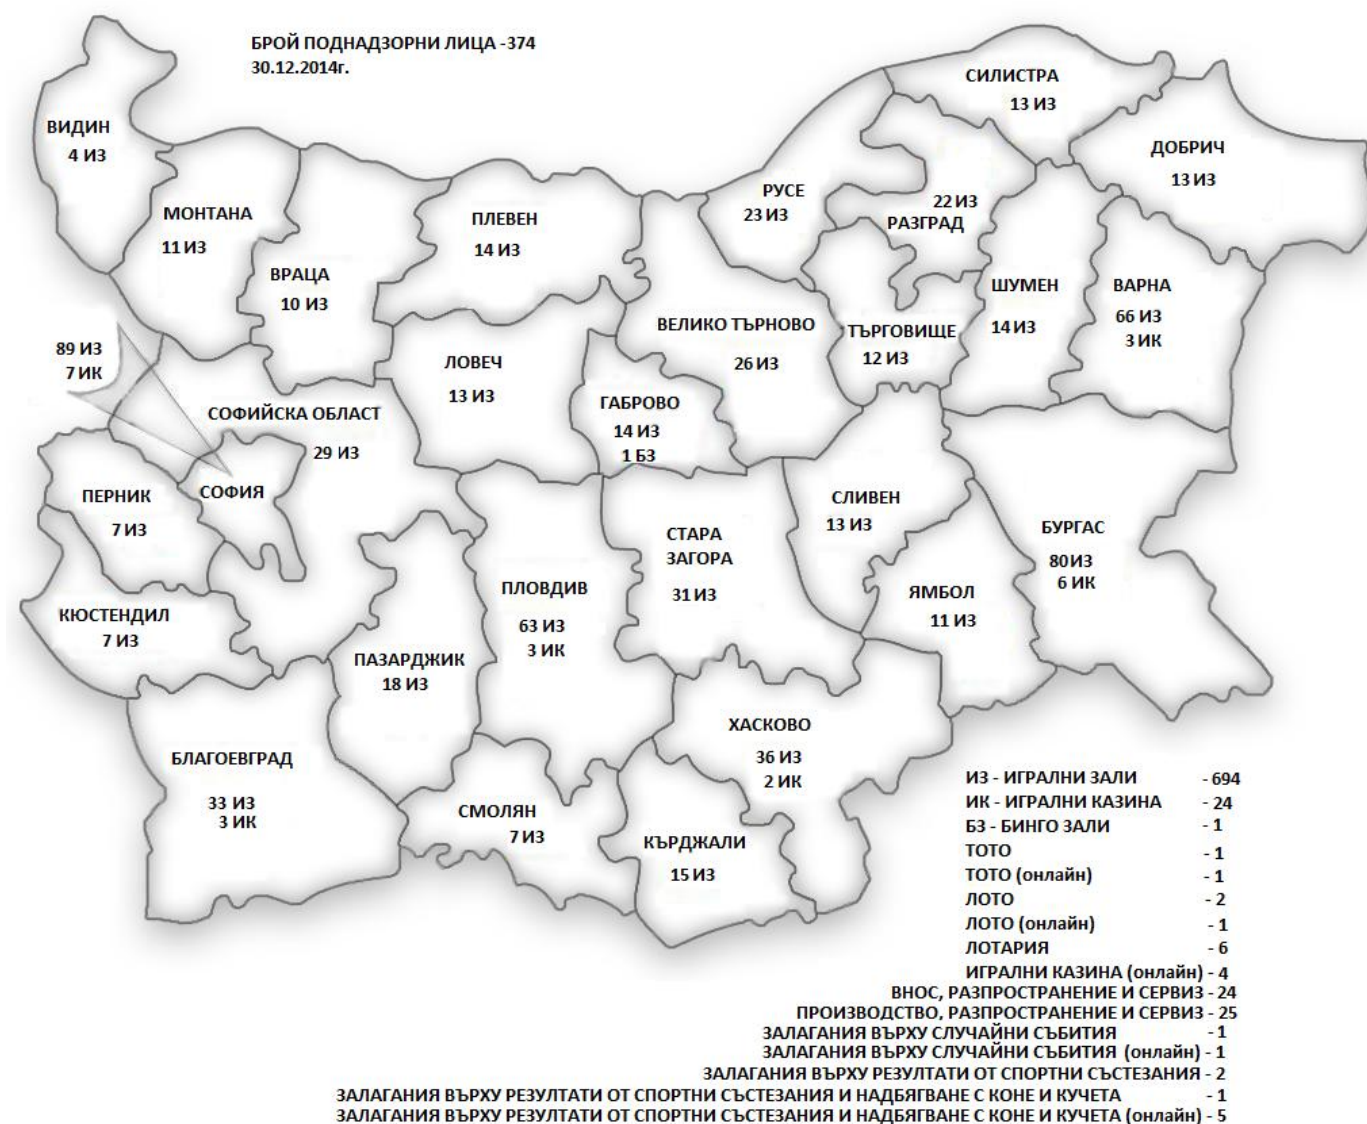 БРОЙ ПОДНАДЗОРНИ ЛИЦА -374
30.12.2014г.
СИЛИСТРА
13 ИЗ
ВИДИН
4 ИЗ
ДОБРИЧ
13 ИЗ
МОНТАНА
11 ИЗ
ПЛЕВЕН
14 ИЗ
РУСЕ
23 ИЗ
22 ИЗ
РАЗГРАД
ВРАЦА
10 ИЗ
ШУМЕН
14 ИЗ
ВАРНА
66 ИЗ
3 ИК
ВЕЛИКО ТЪРНОВО
26 ИЗ
ТЪРГОВИЩЕ
12 ИЗ
89 ИЗ
7 ИК
ЛОВЕЧ
13 ИЗ
ГАБРОВО
14 ИЗ
1 БЗ
СОФИЙСКА ОБЛАСТ
29 ИЗ
ПЕРНИК
7 ИЗ
СОФИЯ
СЛИВЕН
13 ИЗ
БУРГАС
80 ИЗ
6 ИК
СТАРА
ЗАГОРА
31 ИЗ
ПЛОВДИВ
63 ИЗ
3 ИК
ЯМБОЛ
11 ИЗ
КЮСТЕНДИЛ
7 ИЗ
ПАЗАРДЖИК
18 ИЗ
ХАСКОВО
36 ИЗ
2 ИК
БЛАГОЕВГРАД
33 ИЗ
3 ИК
СМОЛЯН
7 ИЗ
КЪРДЖАЛИ
15 ИЗ
ИЗ - ИГРАЛНИ ЗАЛИ - 694
ИК - ИГРАЛНИ КАЗИНА - 24
БЗ - БИНГО ЗАЛИ - 1
ТОТО - 1
ТОТО (онлайн) - 1
ЛОТО - 2
ЛОТО (онлайн) - 1
ЛОТАРИЯ - 6
ИГРАЛНИ КАЗИНА (онлайн) - 4
ВНОС, РАЗПРОСТРАНЕНИЕ И СЕРВИЗ - 24
ПРОИЗВОДСТВО, РАЗПРОСТРАНЕНИЕ И СЕРВИЗ - 25
ЗАЛАГАНИЯ ВЪРХУ СЛУЧАЙНИ СЪБИТИЯ - 1
ЗАЛАГАНИЯ ВЪРХУ СЛУЧАЙНИ СЪБИТИЯ (онлайн) - 1
ЗАЛАГАНИЯ ВЪРХУ РЕЗУЛТАТИ ОТ СПОРТНИ СЪСТЕЗАНИЯ - 2
ЗАЛАГАНИЯ ВЪРХУ РЕЗУЛТАТИ ОТ СПОРТНИ СЪСТЕЗАНИЯ И НАДБЯГВАНЕ С КОНЕ И КУЧЕТА - 1
ЗАЛАГАНИЯ ВЪРХУ РЕЗУЛТАТИ ОТ СПОРТНИ СЪСТЕЗАНИЯ И НАДБЯГВАНЕ С КОНЕ И КУЧЕТА (онлайн) - 5